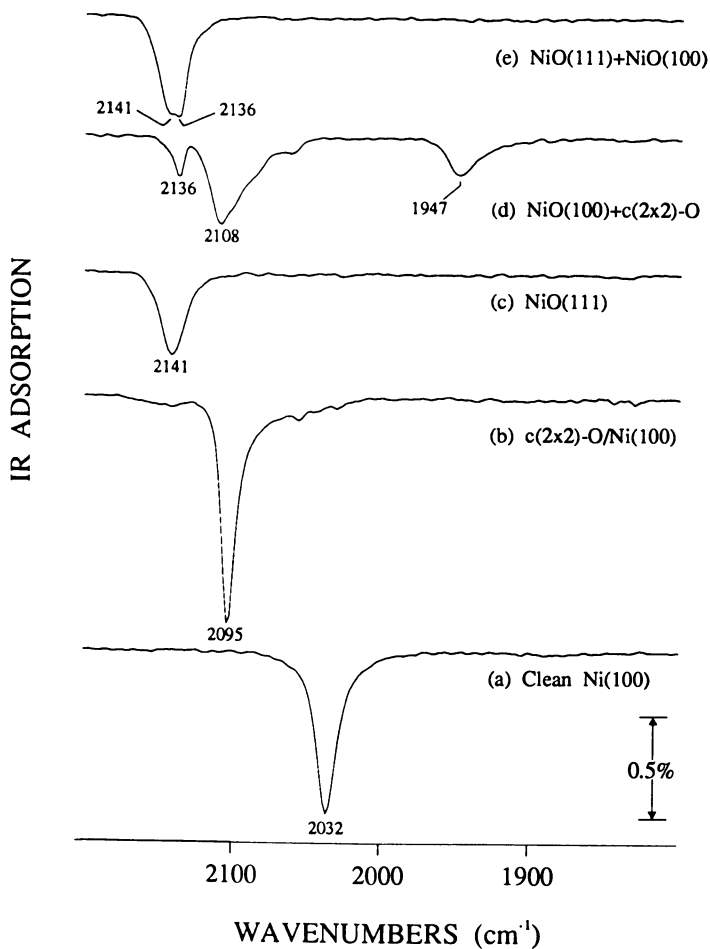 (e) NiO(111)+NiO(100)
2141 2136
2136
2108
1947
(d) NiO(100)+c(2x2)-O
IR ADSORPTION
(c) NiO(111)
2141
(b) c(2x2)-O/Ni(100)
2095
(a) Clean Ni(100)
0.5%
2032
2100 2000 1900
WAVENUMBERS (cm⁻¹)